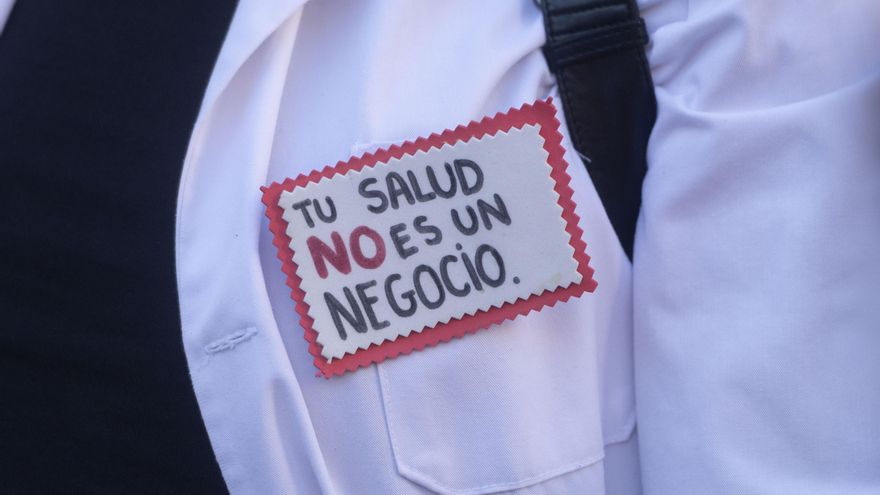 TU SALUD
NO ES UN
NEGOCIO.